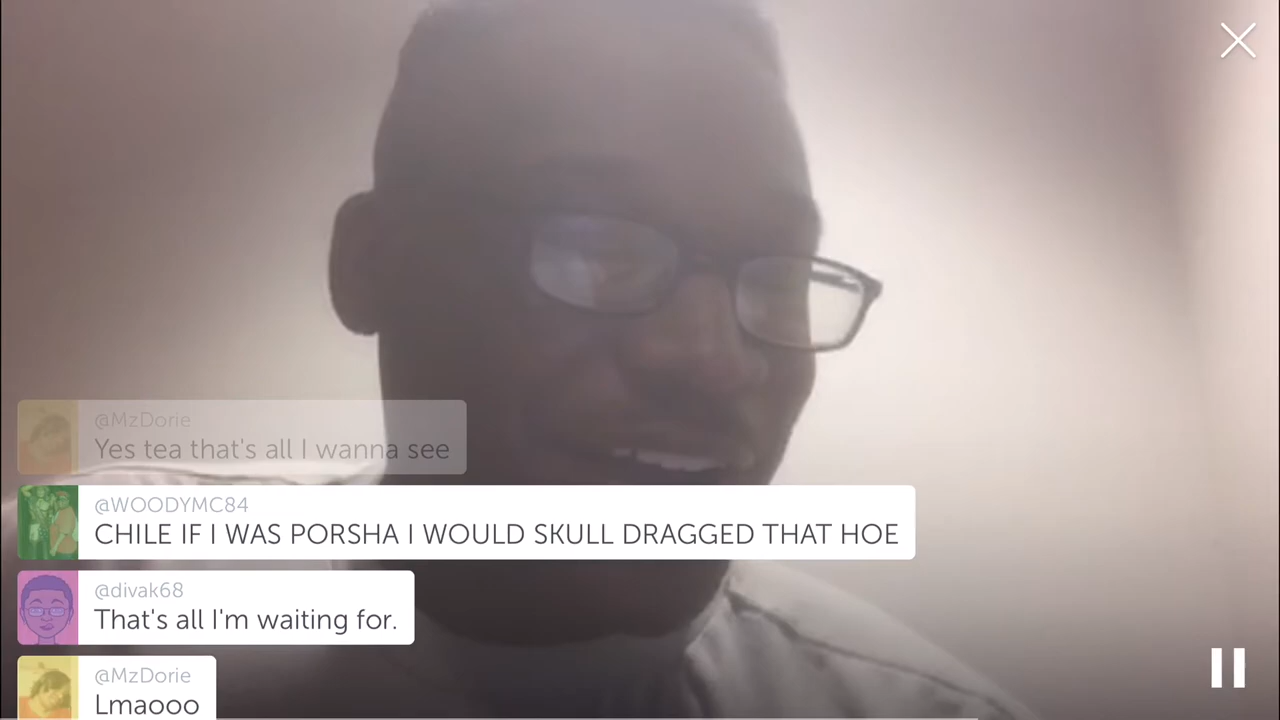 @MzDorie
Yes tea that's all I wanna see
@WOODYMC84
CHILE IF I WAS PORSHA I WOULD SKULL DRAGGED THAT HOE
@divak68
That's all I'm waiting for.
@MzDorie
Lmaooo